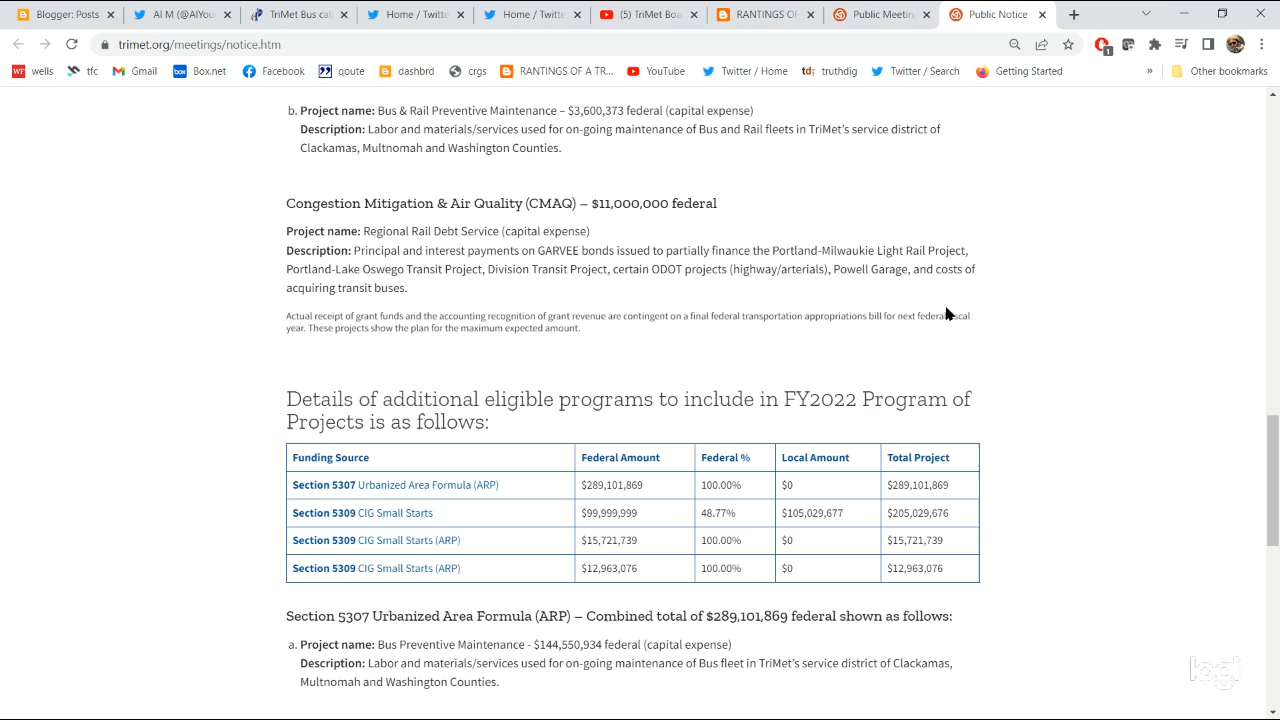 Blogger: Posts
Al M (@AlYour
TriMet Bus call
Home / Twitte
Home / Twitte
(5) TriMet Boa
RANTINGS OF
Public Meetin
Public Notice
trimet.org/meetings/notice.htm
1
WF wells
tfc
Gmail
box Box.net
Facebook
qoute
dashbrd
crgs
RANTINGS OF A TR...
YouTube
Twitter / Home
td: truthdig
Twitter / Search
Getting Started
»
Other bookmarks
b. Project name: Bus & Rail Preventive Maintenance – $3,600,373 federal (capital expense)
Description: Labor and materials/services used for on-going maintenance of Bus and Rail fleets in TriMet's service district of
Clackamas, Multnomah and Washington Counties.
Congestion Mitigation & Air Quality (CMAQ) – $11,000,000 federal
Project name: Regional Rail Debt Service (capital expense)
Description: Principal and interest payments on GARVEE bonds issued to partially finance the Portland-Milwaukie Light Rail Project,
Portland-Lake Oswego Transit Project, Division Transit Project, certain ODOT projects (highway/arterials), Powell Garage, and costs of
acquiring transit buses.
Actual receipt of grant funds and the accounting recognition of grant revenue are contingent on a final federal transportation appropriations bill for next federal fiscal
year. These projects show the plan for the maximum expected amount.
Details of additional eligible programs to include in FY2022 Program of
Projects is as follows:
Funding Source Federal Amount Federal % Local Amount Total Project
Section 5307 Urbanized Area Formula (ARP) $289,101,869 100.00% $0 $289,101,869
Section 5309 CIG Small Starts $99,999,999 48.77% $105,029,677 $205,029,676
Section 5309 CIG Small Starts (ARP) $15,721,739 100.00% $0 $15,721,739
Section 5309 CIG Small Starts (ARP) $12,963,076 100.00% $0 $12,963,076
Section 5307 Urbanized Area Formula (ARP) – Combined total of $289,101,869 federal shown as follows:
a. Project name: Bus Preventive Maintenance - $144,550,934 federal (capital expense)
Description: Labor and materials/services used for on-going maintenance of Bus fleet in TriMet's service district of Clackamas,
Multnomah and Washington Counties.
logi